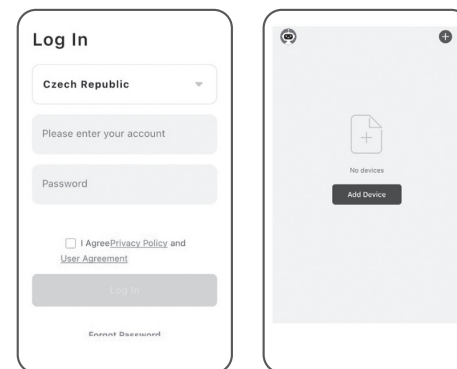 Log In
Czech Republic
Please enter your account
Password
I AgreePrivacy Policy and
User Agreement
Log In
Forgot Password
No devices
Add Device